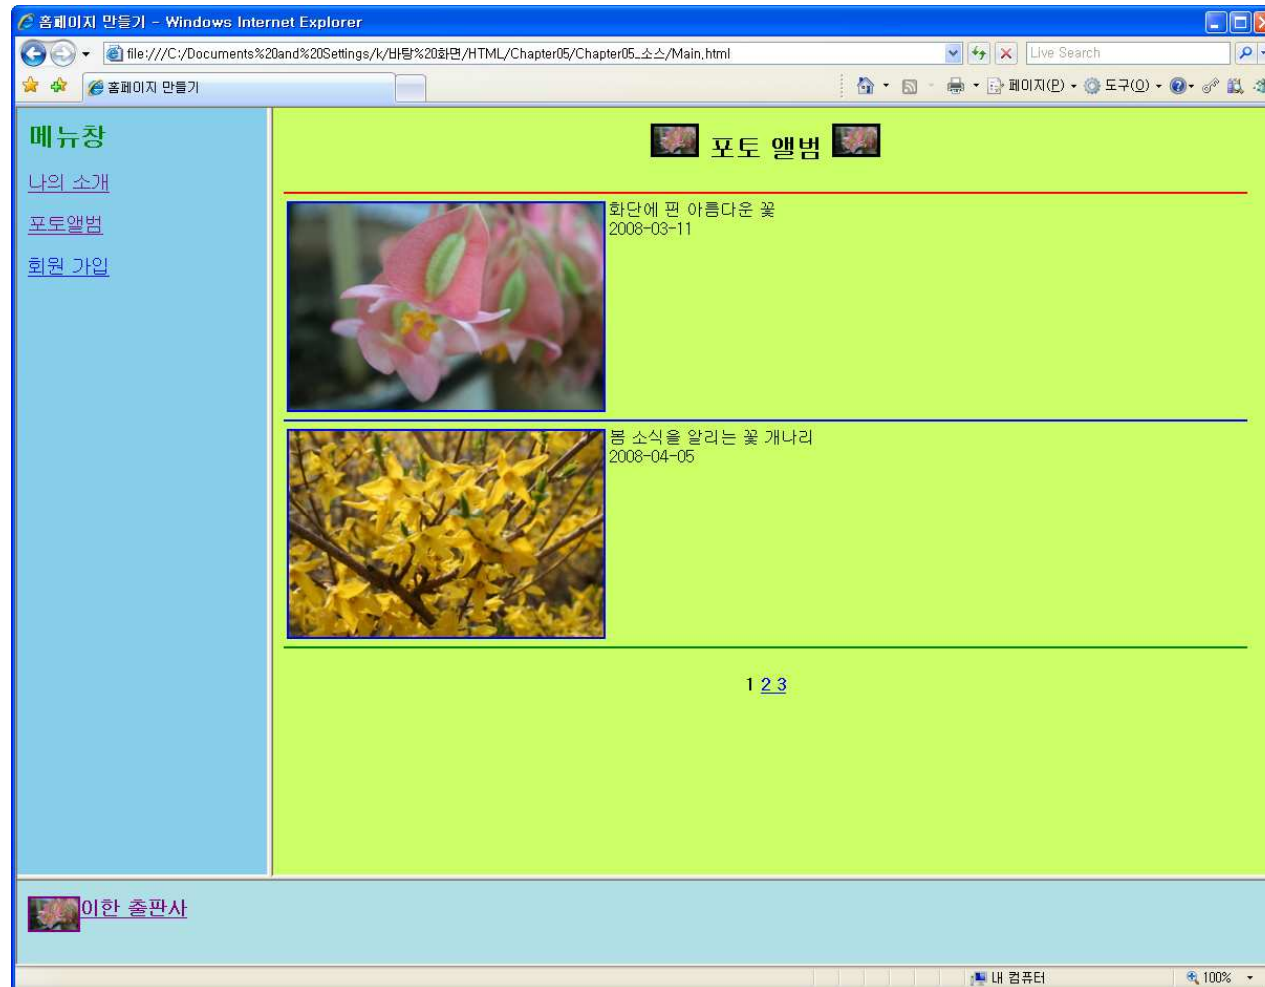 홈페이지 만들기 - Windows Internet Explorer
file:///C:/Documents%20and%20Settings/k/바탕%20화면/HTML/Chapter05/Chapter05_소스/Main.html
Live Search
홈페이지 만들기
페이지(P)
도구(O)
메뉴창
나의 소개
포토앨범
회원 가입
포토 앨범
화단에 핀 아름다운 꽃
2008-03-11
봄 소식을 알리는 꽃 개나리
2008-04-05
1 2 3
이한 출판사
내 컴퓨터
100%